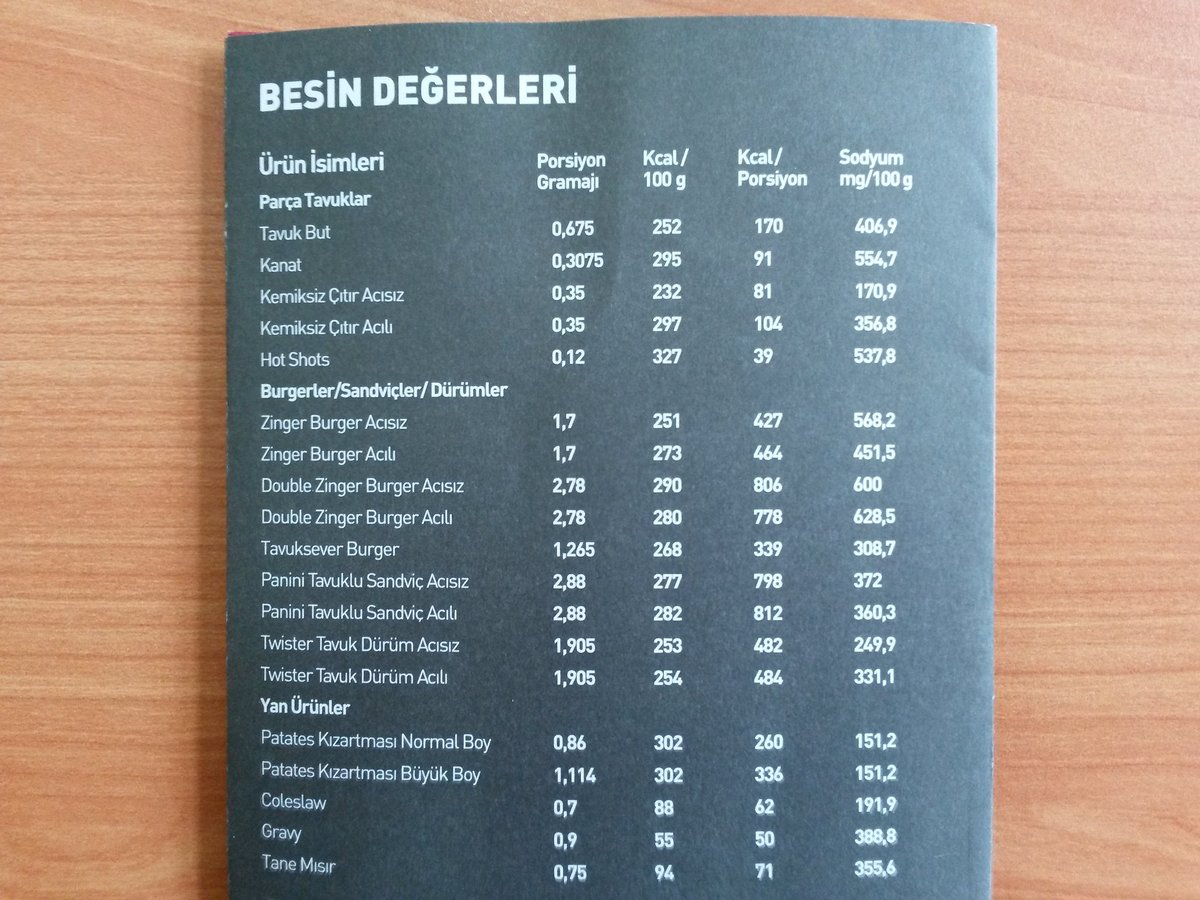 BESİN DEĞERLERİ
Ürün İsimleri Porsiyon Gramajı Kcal / 100 g Kcal / Porsiyon Sodyum mg/100 g
Parça Tavuklar
Tavuk But 0,675 252 170 406,9
Kanat 0,3075 295 91 554,7
Kemiksiz Çıtır Acısız 0,35 232 81 170,9
Kemiksiz Çıtır Acılı 0,35 297 104 356,8
Hot Shots 0,12 327 39 537,8
Burgerler/Sandviçler/ Dürümler
Zinger Burger Acısız 1,7 251 427 568,2
Zinger Burger Acılı 1,7 273 464 451,5
Double Zinger Burger Acısız 2,78 290 806 600
Double Zinger Burger Acılı 2,78 280 778 628,5
Tavuksever Burger 1,265 268 339 308,7
Panini Tavuklu Sandviç Acısız 2,88 277 798 372
Panini Tavuklu Sandviç Acılı 2,88 282 812 360,3
Twister Tavuk Dürüm Acısız 1,905 253 482 249,9
Twister Tavuk Dürüm Acılı 1,905 254 484 331,1
Yan Ürünler
Patates Kızartması Normal Boy 0,86 302 260 151,2
Patates Kızartması Büyük Boy 1,114 302 336 151,2
Coleslaw 0,7 88 62 191,9
Gravy 0,9 55 50 388,8
Tane Mısır 0,75 94 71 355,6